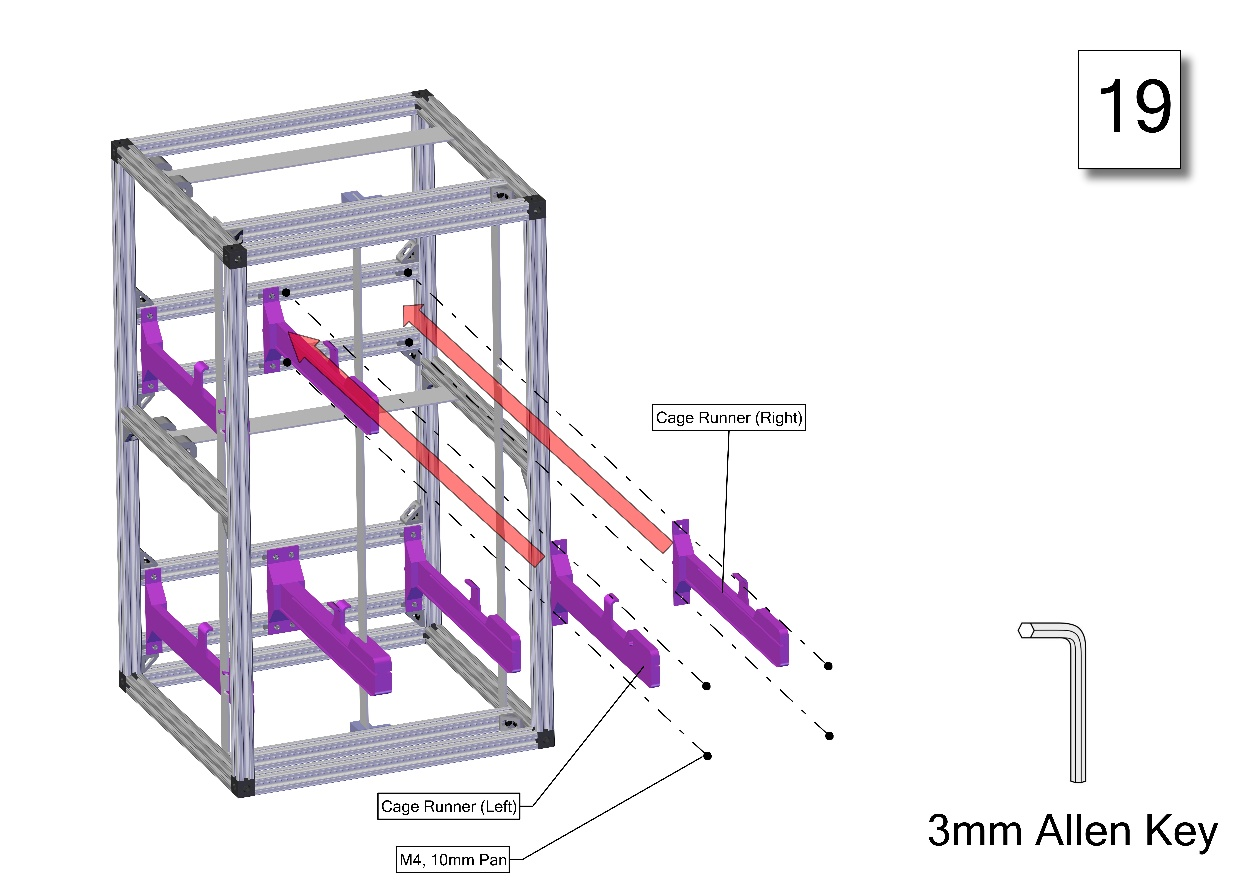 19
Cage Runner (Right)
Cage Runner (Left)
M4, 10mm Pan
3mm Allen Key